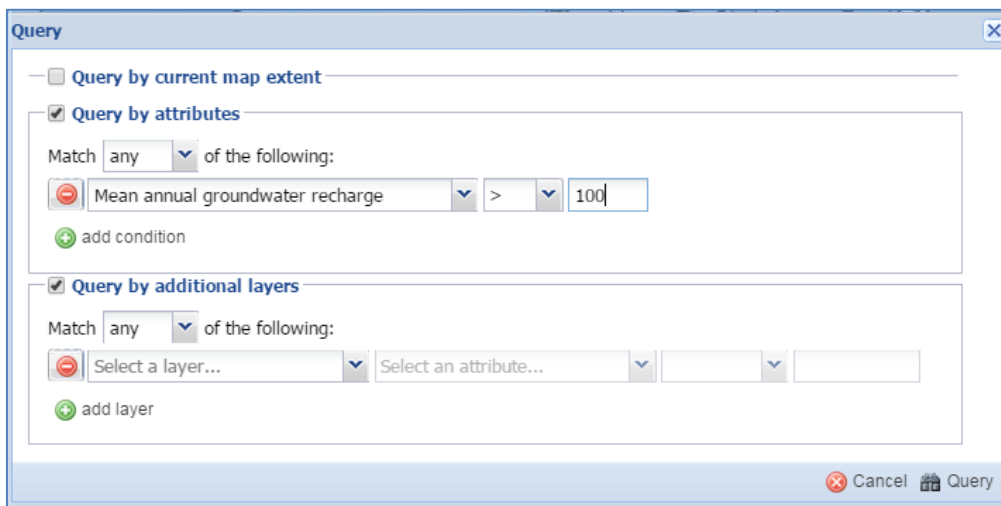 Query
Query by current map extent
Query by attributes
Match any of the following:
Mean annual groundwater recharge > 100
add condition
Query by additional layers
Match any of the following:
Select a layer... Select an attribute...
add layer
Cancel Query